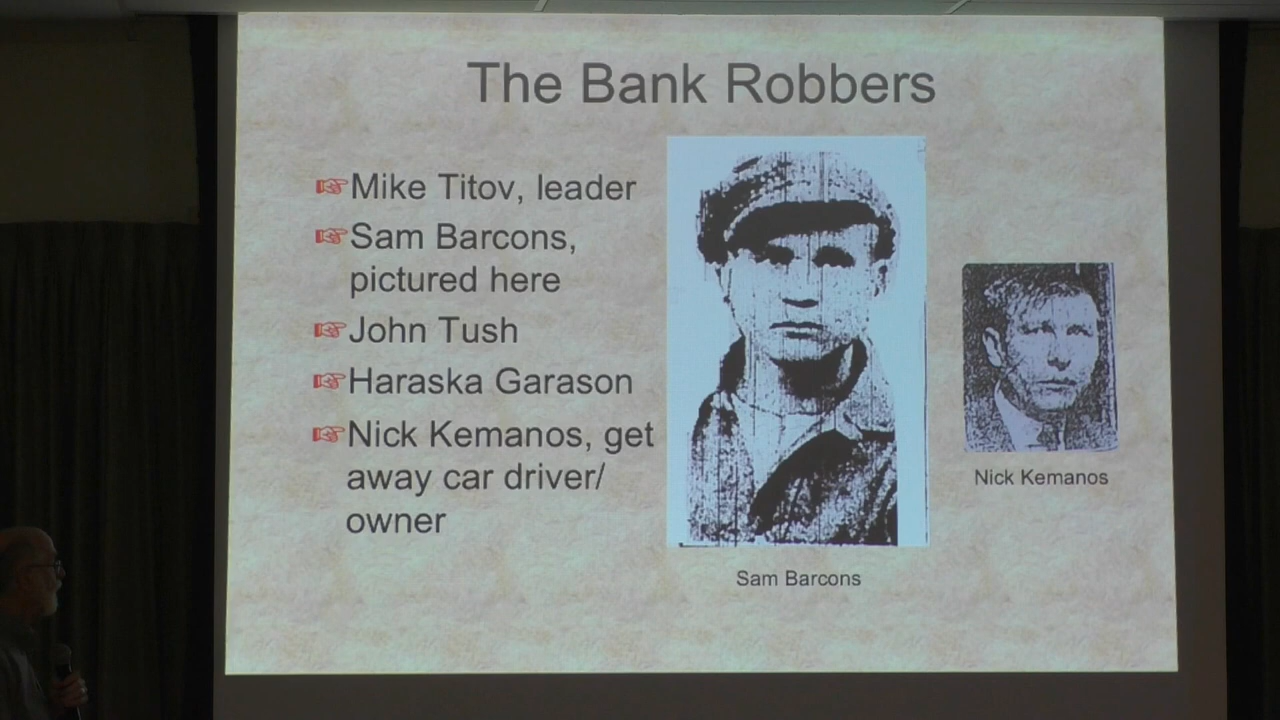 The Bank Robbers
Mike Titov, leader
Sam Barcons,
pictured here
John Tush
Haraska Garason
Nick Kemanos, get
away car driver/
owner
Sam Barcons
Nick Kemanos